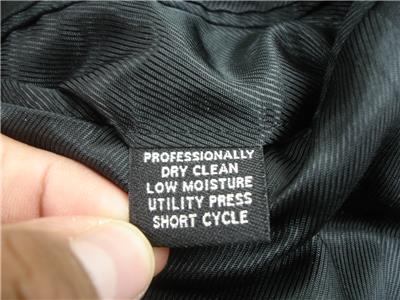 PROFESSIONALLY
DRY CLEAN
LOW MOISTURE
UTILITY PRESS
SHORT CYCLE